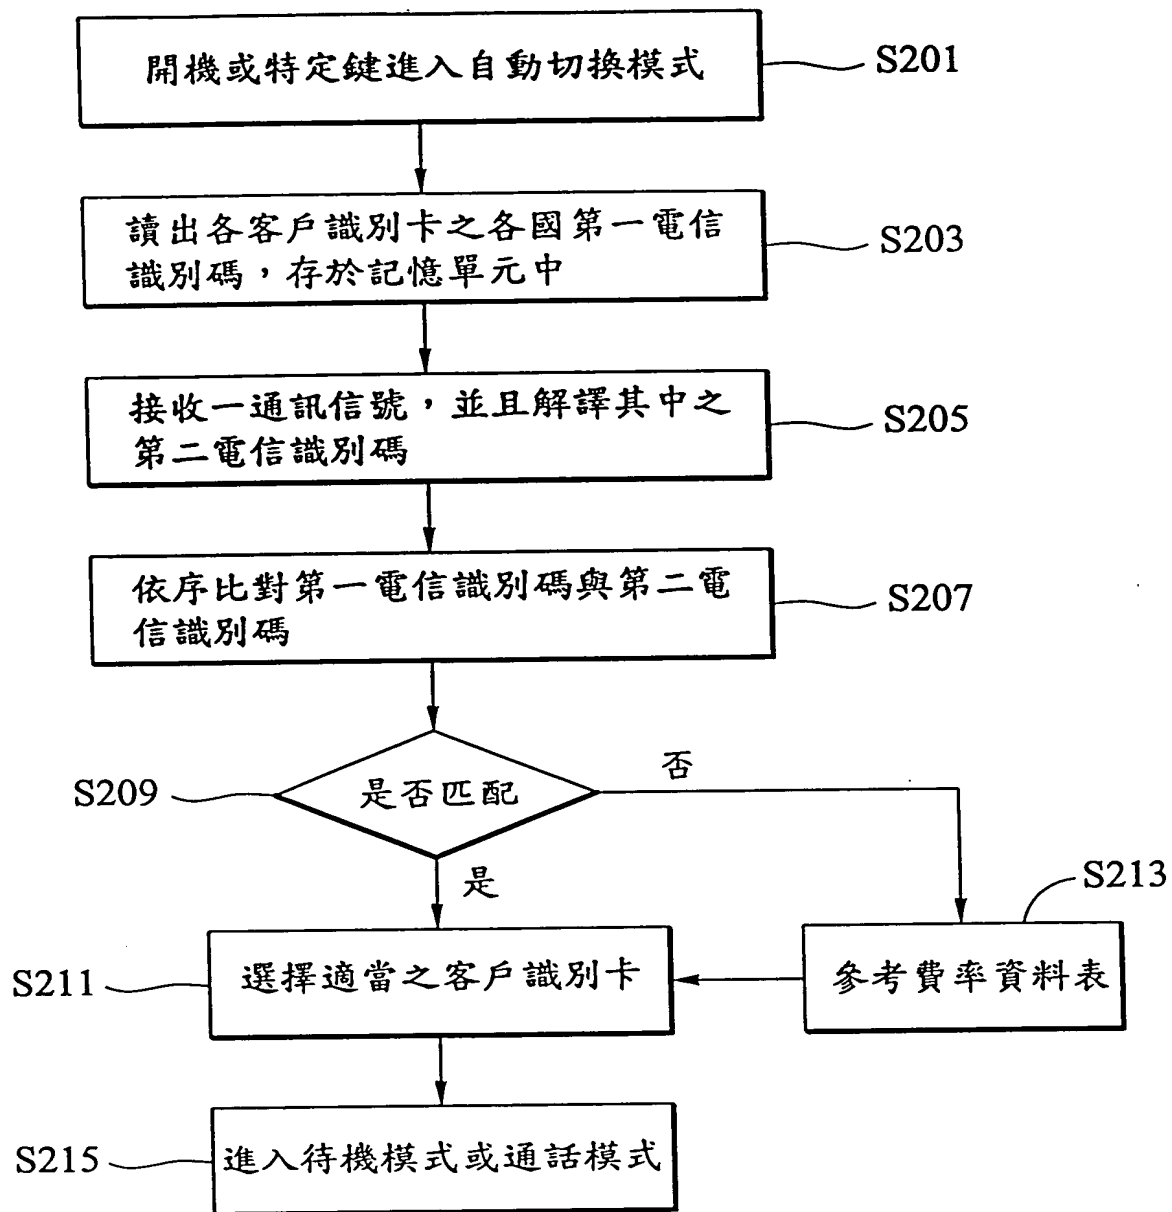 開機或特定鍵進入自動切換模式
S201
讀出各客戶識別卡之各國第一電信
識別碼，存於記憶單元中
S203
接收一通訊信號，並且解譯其中之
第二電信識別碼
S205
依序比對第一電信識別碼與第二電
信識別碼
S207
S209
是否匹配
否
是
S213
S211
選擇適當之客戶識別卡
參考費率資料表
S215
進入待機模式或通話模式